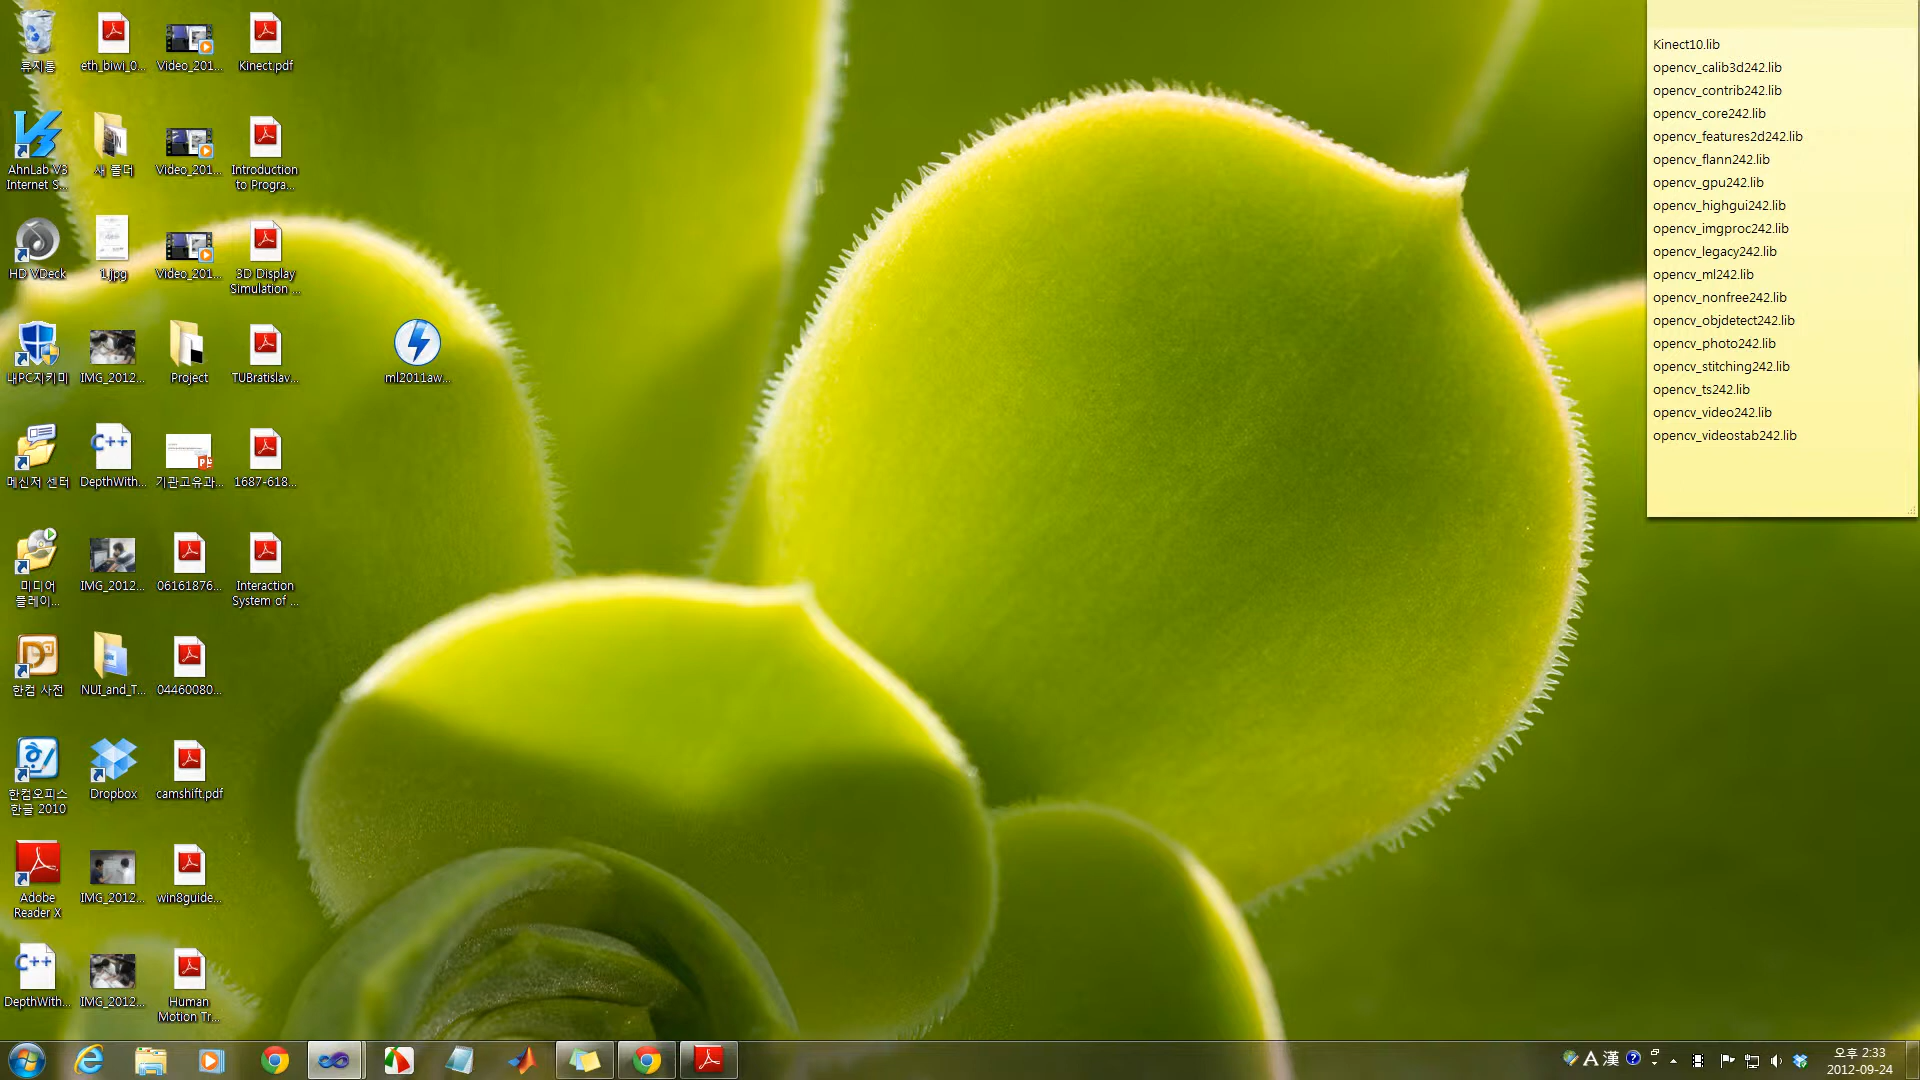 휴지통
eth_biwi_0...
Video_201...
Kinect.pdf
AhnLab V3
Internet S...
새 폴더
Video_201...
Introduction
to Progra...
HD VDeck
1.jpg
Video_201...
3D Display
Simulation ...
내PC지키미
IMG_2012...
Project
TUBratislav...
ml2011aw...
메신저 센터
DepthWith...
기관고유과...
1687-618...
미디어
플레이...
IMG_2012...
06161876...
Interaction
System of ...
한컴 사전
NUI_and_T...
04460080...
한컴오피스
한글 2010
Dropbox
camshift.pdf
Adobe
Reader X
IMG_2012...
win8guide...
DepthWith...
IMG_2012...
Human
Motion Tr...
Kinect10.lib
opencv_calib3d242.lib
opencv_contrib242.lib
opencv_core242.lib
opencv_features2d242.lib
opencv_flann242.lib
opencv_gpu242.lib
opencv_highgui242.lib
opencv_imgproc242.lib
opencv_legacy242.lib
opencv_ml242.lib
opencv_nonfree242.lib
opencv_objdetect242.lib
opencv_photo242.lib
opencv_stitching242.lib
opencv_ts242.lib
opencv_video242.lib
opencv_videostab242.lib
A 漢
오후 2:33
2012-09-24